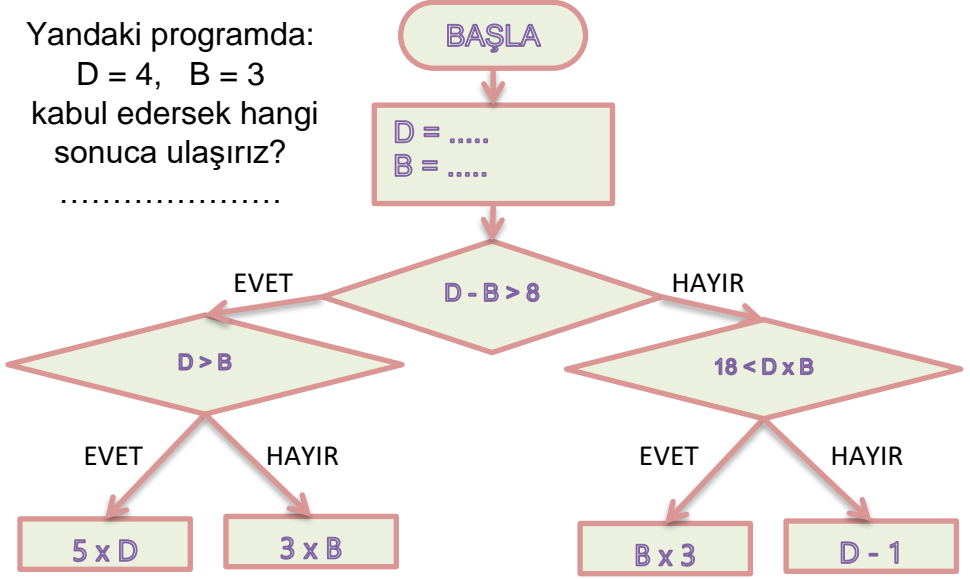 Yandaki programda:
D = 4, B = 3
kabul edersek hangi
sonuca ulaşırız?
…………………
BAŞLA
D = .....
B = .....
D - B > 8
EVET
HAYIR
D > B
18 < D x B
EVET
HAYIR
EVET
HAYIR
5 x D
3 x B
B x 3
D - 1